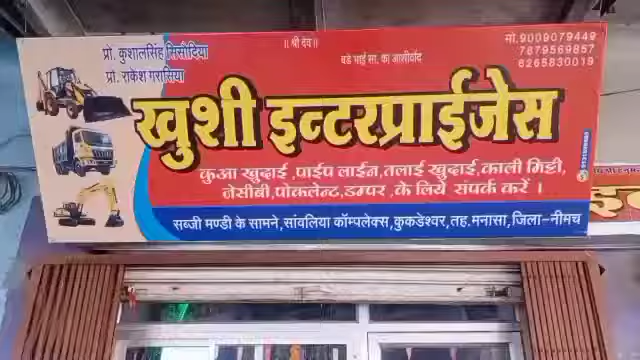 प्रो. कुशालसिंह सिसोदिया
प्रो. राकेश गरासिया
॥ श्री देव ॥
बडे भाई सा. का आशीर्वाद
मो.9009079449
7879569857
6265830019
खुशी इन्टरप्राईजेस
कुआ खुदाई ,पाईप लाईन,तलाई खुदाई,काली मिट्टी,
जेसीबी,पोकलेन्ट,डम्पर ,के लिये संपर्क करें ।
सब्जी मण्डी के सामने,सांवलिया कॉम्पलेक्स,कुकडेश्वर,तह.मनासा,जिला-नीमच